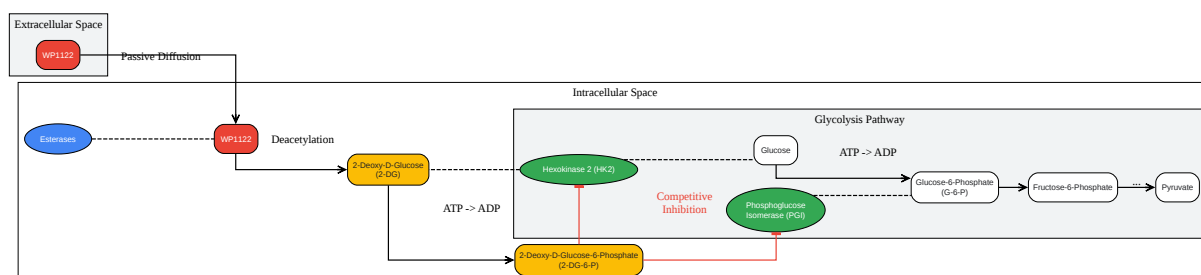 Extracellular Space
WP1122
Passive Diffusion
Intracellular Space
Glycolysis Pathway
Esterases
WP1122
Deacetylation
2-Deoxy-D-Glucose
(2-DG)
Hexokinase 2 (HK2)
Glucose
ATP -> ADP
Glucose-6-Phosphate
(G-6-P)
Fructose-6-Phosphate
...
Pyruvate
ATP -> ADP
Competitive
Inhibition
Phosphoglucose
Isomerase (PGI)
2-Deoxy-D-Glucose-6-Phosphate
(2-DG-6-P)